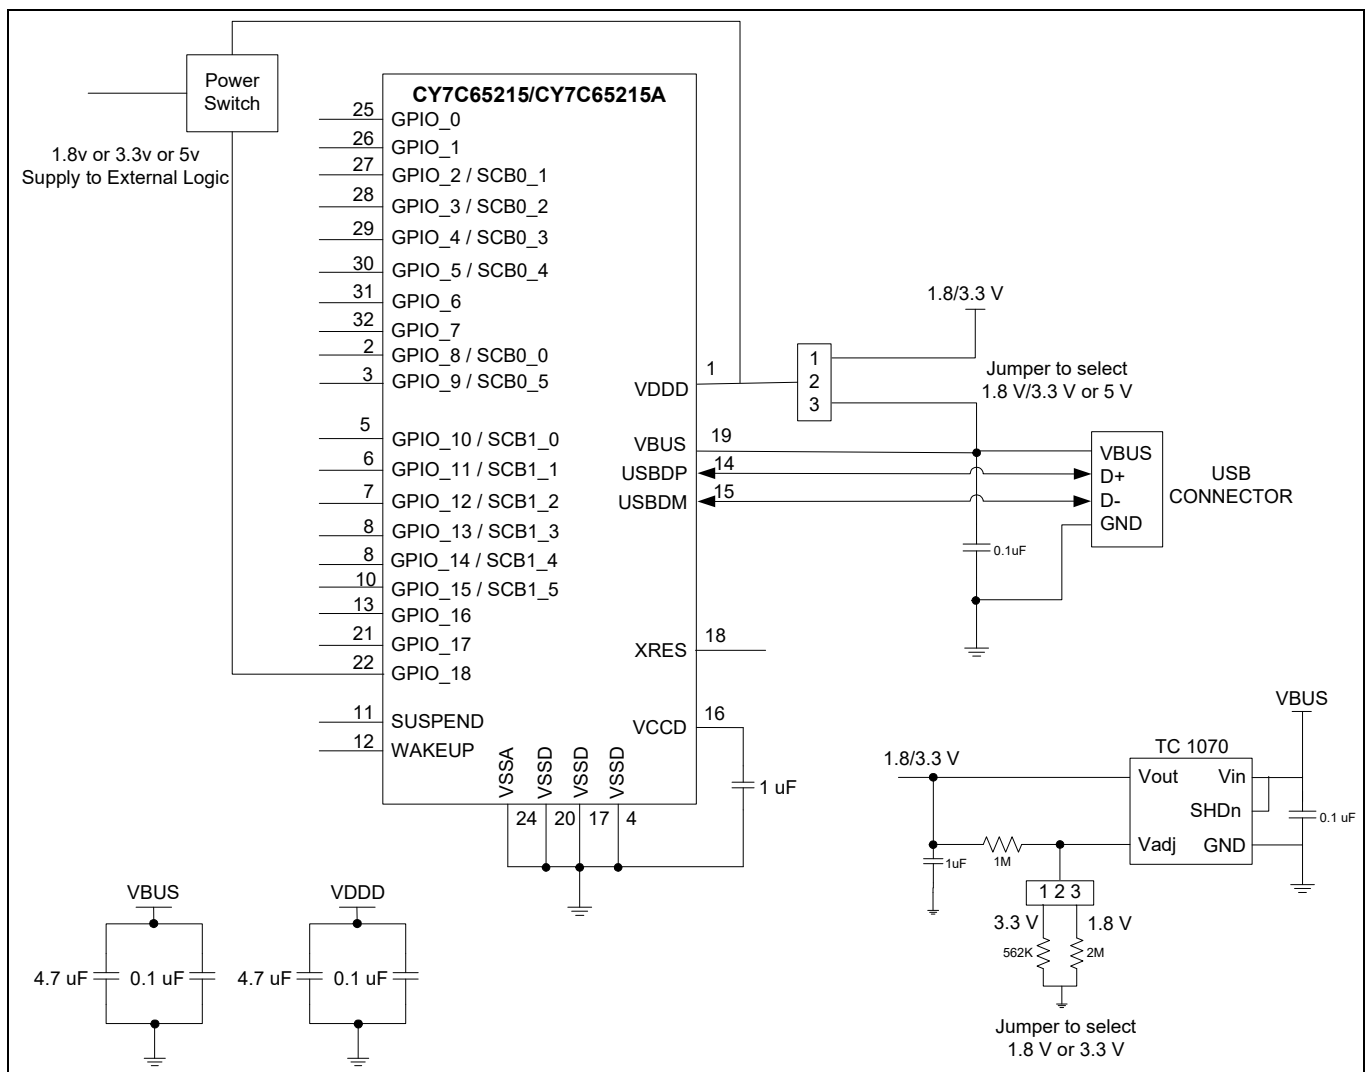 Power
Switch
1.8v or 3.3v or 5v
Supply to External Logic
CY7C65215/CY7C65215A
25 GPIO_0
26 GPIO_1
27 GPIO_2 / SCB0_1
28 GPIO_3 / SCB0_2
29 GPIO_4 / SCB0_3
30 GPIO_5 / SCB0_4
31 GPIO_6
32 GPIO_7
2 GPIO_8 / SCB0_0
3 GPIO_9 / SCB0_5
5 GPIO_10 / SCB1_0
6 GPIO_11 / SCB1_1
7 GPIO_12 / SCB1_2
8 GPIO_13 / SCB1_3
8 GPIO_14 / SCB1_4
10 GPIO_15 / SCB1_5
13 GPIO_16
21 GPIO_17
22 GPIO_18
11 SUSPEND
12 WAKEUP
VDDD 1
VBUS 19
USBDP 14
USBDM 15
XRES 18
VCCD 16
1 uF
VSSA
VSSD
VSSD
VSSD
24 20 17 4
1.8/3.3 V
1
2
3
Jumper to select
1.8 V/3.3 V or 5 V
VBUS
D+
D-
GND
USB
CONNECTOR
0.1uF
VBUS
TC 1070
1.8/3.3 V
Vout Vin
SHDn
Vadj GND
0.1 uF
1uF
1M
1 2 3
3.3 V 1.8 V
562K 2M
Jumper to select
1.8 V or 3.3 V
VBUS
4.7 uF 0.1 uF
VDDD
4.7 uF 0.1 uF